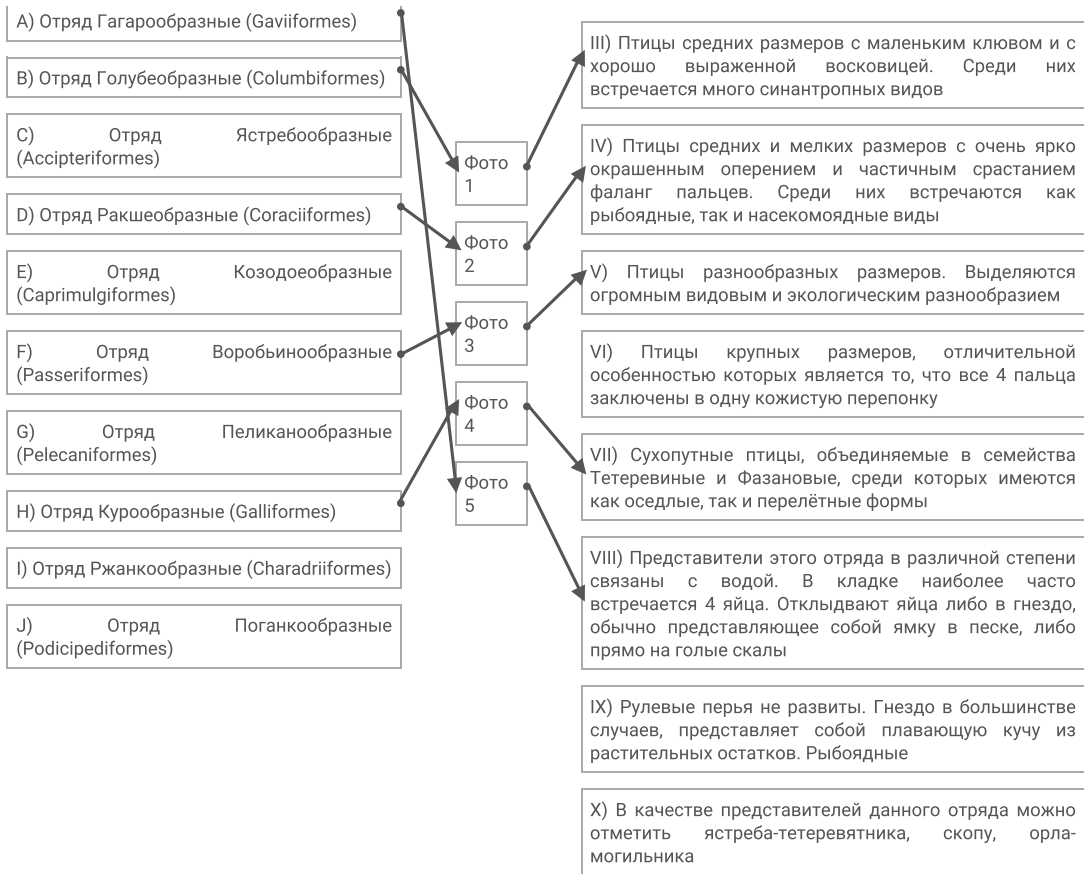 A) Отряд Гагарообразные (Gaviiformes)
B) Отряд Голубеобразные (Columbiformes)
C) Отряд Ястребообразные
(Accipteriformes)
D) Отряд Ракшеобразные (Coraciiformes)
E) Отряд Козодоеобразные
(Caprimulgiformes)
F) Отряд Воробьинообразные
(Passeriformes)
G) Отряд Пеликанообразные
(Pelecaniformes)
H) Отряд Курообразные (Galliformes)
I) Отряд Ржанкообразные (Charadriiformes)
J) Отряд Поганкообразные
(Podicipediformes)
Фото
1
Фото
2
Фото
3
Фото
4
Фото
5
III) Птицы средних размеров с маленьким клювом и с
хорошо выраженной восковицей. Среди них
встречается много синантропных видов
IV) Птицы средних и мелких размеров с очень ярко
окрашенным оперением и частичным срастанием
фаланг пальцев. Среди них встречаются как
рыбоядные, так и насекомоядные виды
V) Птицы разнообразных размеров. Выделяются
огромным видовым и экологическим разнообразием
VI) Птицы крупных размеров, отличительной
особенностью которых является то, что все 4 пальца
заключены в одну кожистую перепонку
VII) Сухопутные птицы, объединяемые в семейства
Тетеревиные и Фазановые, среди которых имеются
как оседлые, так и перелётные формы
VIII) Представители этого отряда в различной степени
связаны с водой. В кладке наиболее часто
встречается 4 яйца. Отклыдвают яйца либо в гнездо,
обычно представляющее собой ямку в песке, либо
прямо на голые скалы
IX) Рулевые перья не развиты. Гнездо в большинстве
случаев, представляет собой плавающую кучу из
растительных остатков. Рыбоядные
X) В качестве представителей данного отряда можно
отметить ястреба-тетеревятника, скопу, орла-
могильника